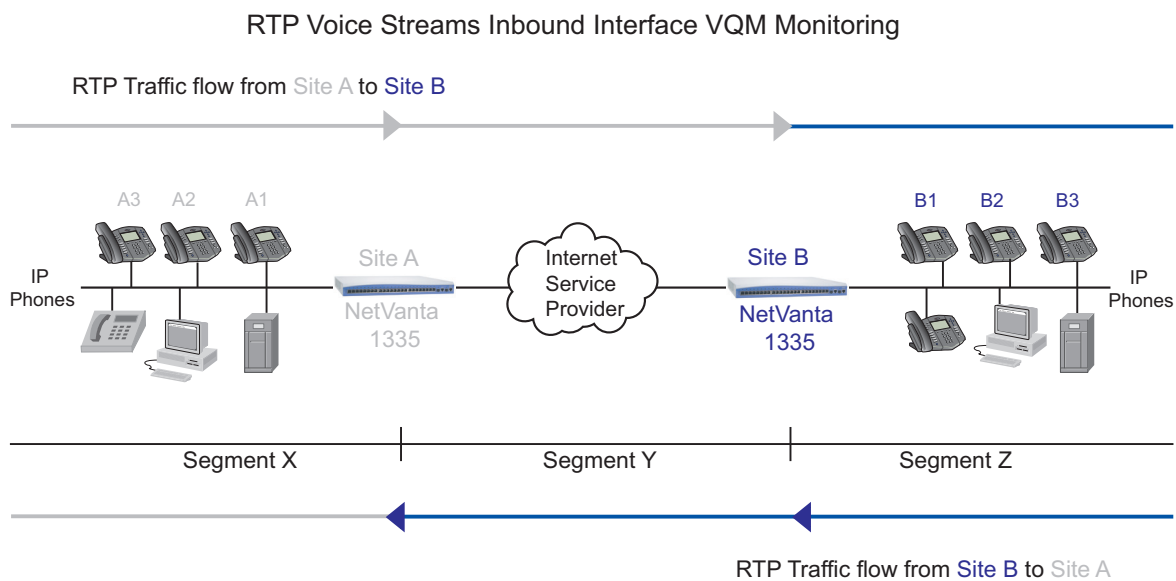 RTP Voice Streams Inbound Interface VQM Monitoring
RTP Traffic flow from Site A to Site B
A3
A2
A1
B1
B2
B3
IP
Phones
Site A
NetVanta
1335
Internet
Service
Provider
Site B
NetVanta
1335
IP
Phones
Segment X
Segment Y
Segment Z
RTP Traffic flow from Site B to Site A